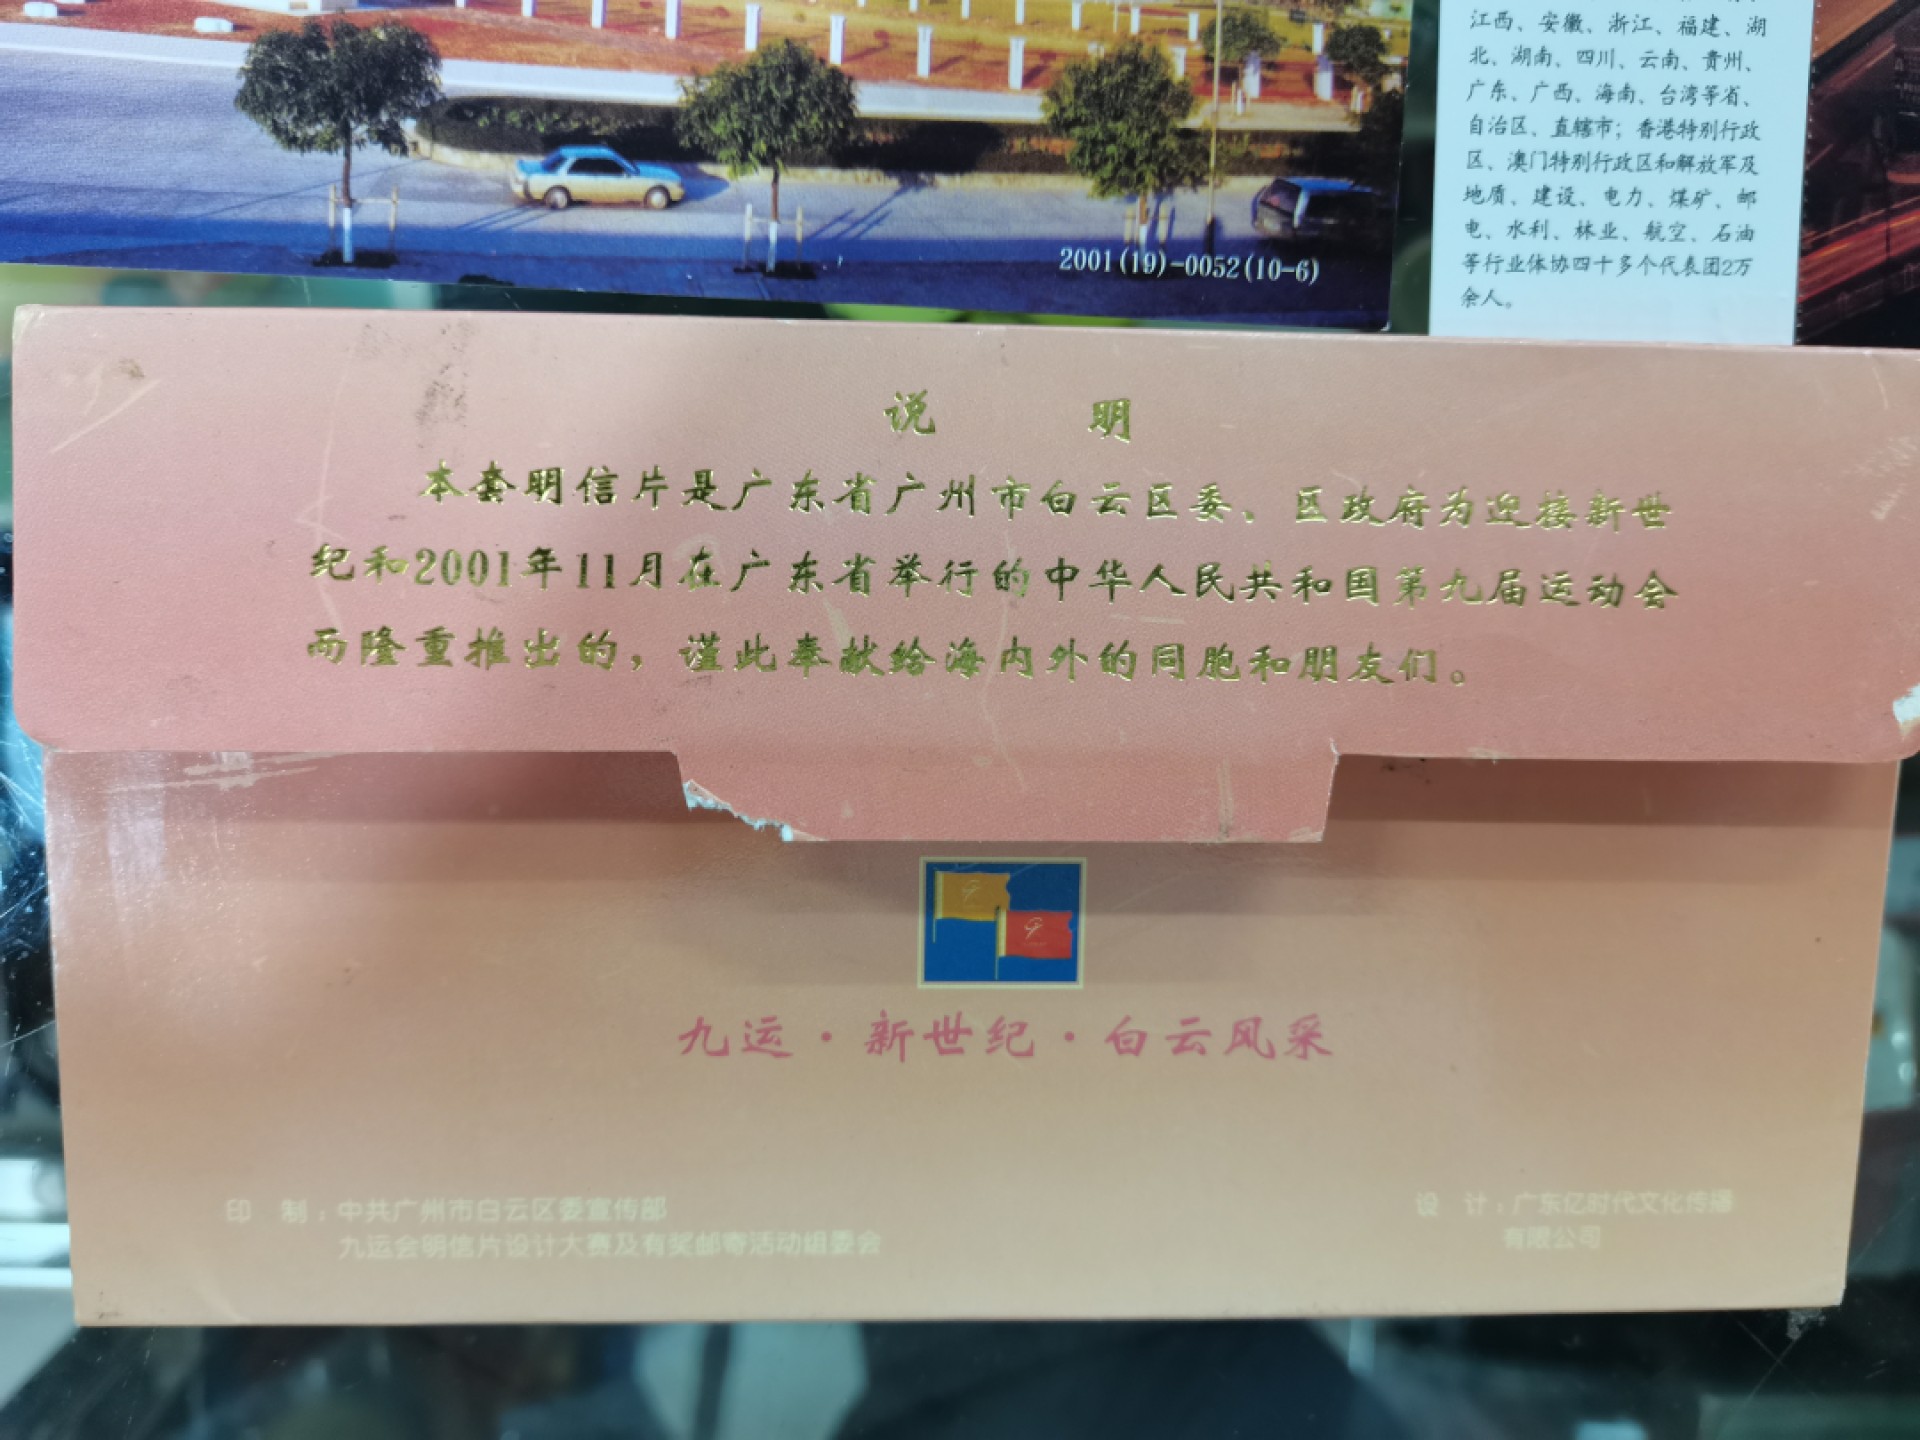 江西、安徽、浙江、福建、湖
北、湖南、四川、云南、贵州、
广东、广西、海南、台湾等省、
自治区、直辖市；香港特别行政
区、澳门特别行政区和解放军及
地质、建设、电力、煤矿、邮
电、水利、林业、航空、石油
等行业体协四十多个代表团2万
余人。
2001(19)-0052(10-6)
说 明
本套明信片是广东省广州市白云区委、区政府为迎接新世
纪和2001年11月在广东省举行的中华人民共和国第九届运动会
而隆重推出的，谨此奉献给海内外的同胞和朋友们。
九运·新世纪·白云风采
印 制：中共广州市白云区委宣传部
九运会明信片设计大赛及有奖邮寄活动组委会
设 计：广东亿时代文化传播
有限公司